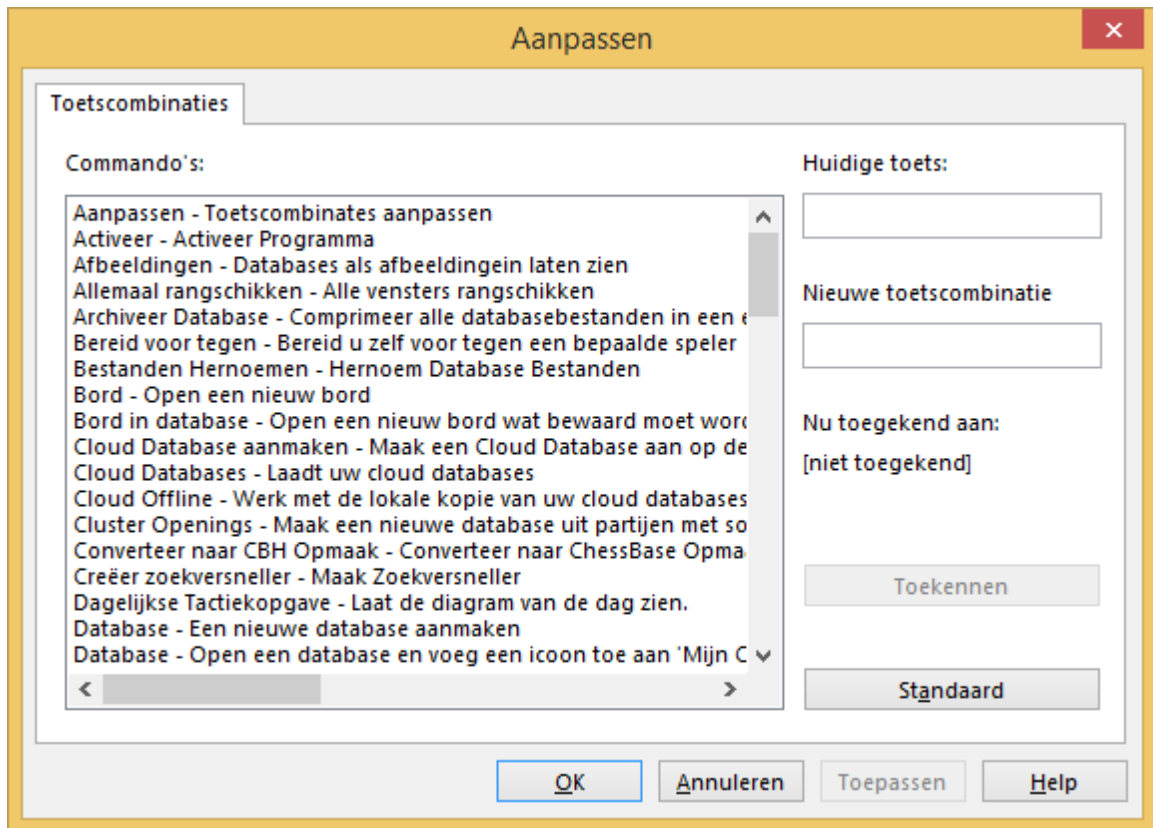 Aanpassen
Toetscombinaties
Commando's:
Aanpassen - Toetscombinates aanpassen
Activeer - Activeer Programma
Afbeeldingen - Databases als afbeeldingein laten zien
Allemaal rangschikken - Alle vensters rangschikken
Archiveer Database - Comprimeer alle databasebestanden in een
Bereid voor tegen - Bereid u zelf voor tegen een bepaalde speler
Bestanden Hernoemen - Hernoem Database Bestanden
Bord - Open een nieuw bord
Bord in database - Open een nieuw bord wat bewaard moet word
Cloud Database aanmaken - Maak een Cloud Database aan op de
Cloud Databases - Laadt uw cloud databases
Cloud Offline - Werk met de lokale kopie van uw cloud databases
Cluster Openings - Maak een nieuwe database uit partijen met so
Converteer naar CBH Opmaak - Converteer naar ChessBase Opma
Creëer zoekversneller - Maak Zoekversneller
Dagelijkse Tactiekopgave - Laat de diagram van de dag zien.
Database - Een nieuwe database aanmaken
Database - Open een database en voeg een icoon toe aan 'Mijn C
Huidige toets:
Nieuwe toetscombinatie
Nu toegekend aan:
[niet toegekend]
Toekennen
Standaard
OK
Annuleren
Toepassen
Help